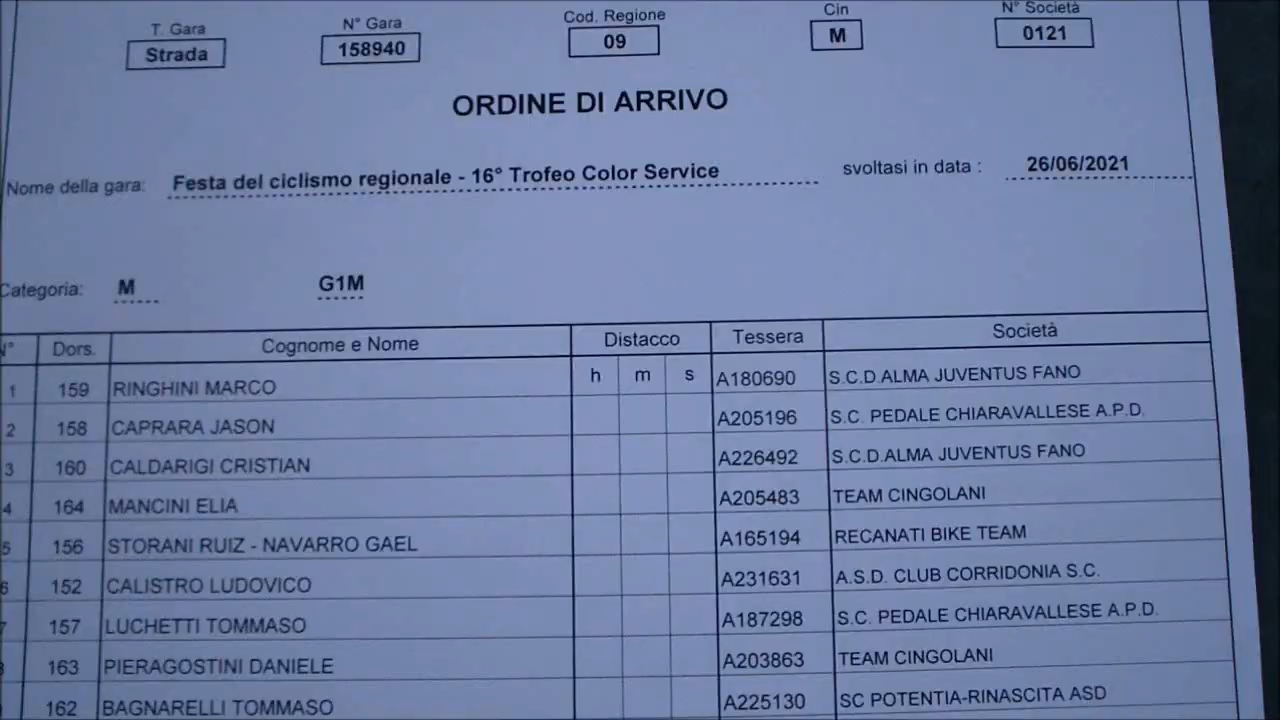 T. Gara N° Gara Cod. Regione Cin N° Società
Strada 158940 09 M 0121
ORDINE DI ARRIVO
Nome della gara: Festa del ciclismo regionale - 16° Trofeo Color Service svoltasi in data : 26/06/2021
Categoria: M G1M
N° Dors. Cognome e Nome Distacco Tessera Società
h m s
1 159 RINGHINI MARCO A180690 S.C.D.ALMA JUVENTUS FANO
2 158 CAPRARA JASON A205196 S.C. PEDALE CHIARAVALLESE A.P.D.
3 160 CALDARIGI CRISTIAN A226492 S.C.D.ALMA JUVENTUS FANO
4 164 MANCINI ELIA A205483 TEAM CINGOLANI
5 156 STORANI RUIZ - NAVARRO GAEL A165194 RECANATI BIKE TEAM
6 152 CALISTRO LUDOVICO A231631 A.S.D. CLUB CORRIDONIA S.C.
7 157 LUCHETTI TOMMASO A187298 S.C. PEDALE CHIARAVALLESE A.P.D.
8 163 PIERAGOSTINI DANIELE A203863 TEAM CINGOLANI
162 BAGNARELLI TOMMASO A225130 SC POTENTIA-RINASCITA ASD